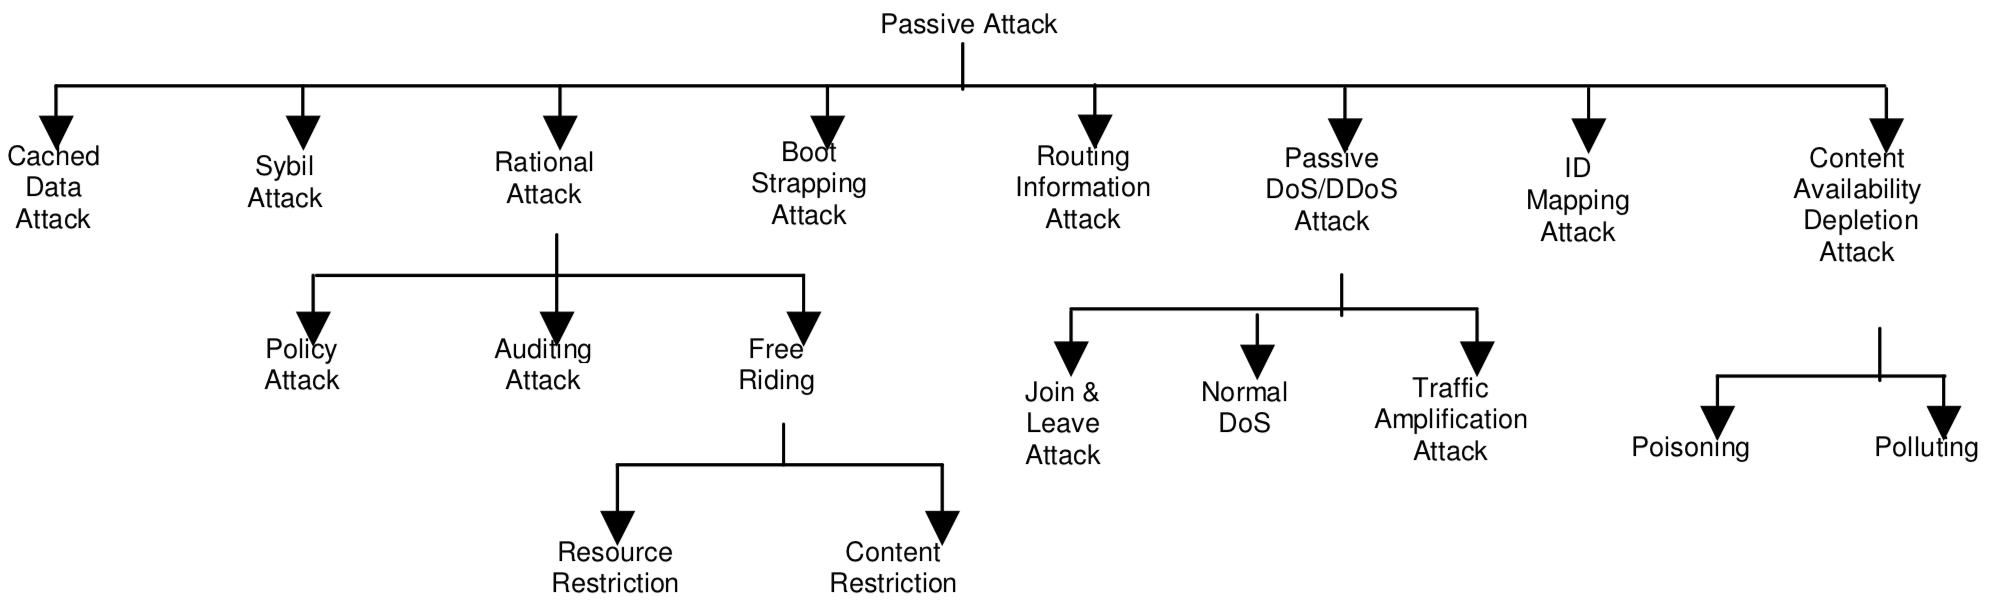 Passive Attack
Cached
Data
Attack
Sybil
Attack
Rational
Attack
Boot
Strapping
Attack
Routing
Information
Attack
Passive
DoS/DDoS
Attack
ID
Mapping
Attack
Content
Availability
Depletion
Attack
Policy
Attack
Auditing
Attack
Free
Riding
Join &
Leave
Attack
Normal
DoS
Traffic
Amplification
Attack
Poisoning
Polluting
Resource
Restriction
Content
Restriction